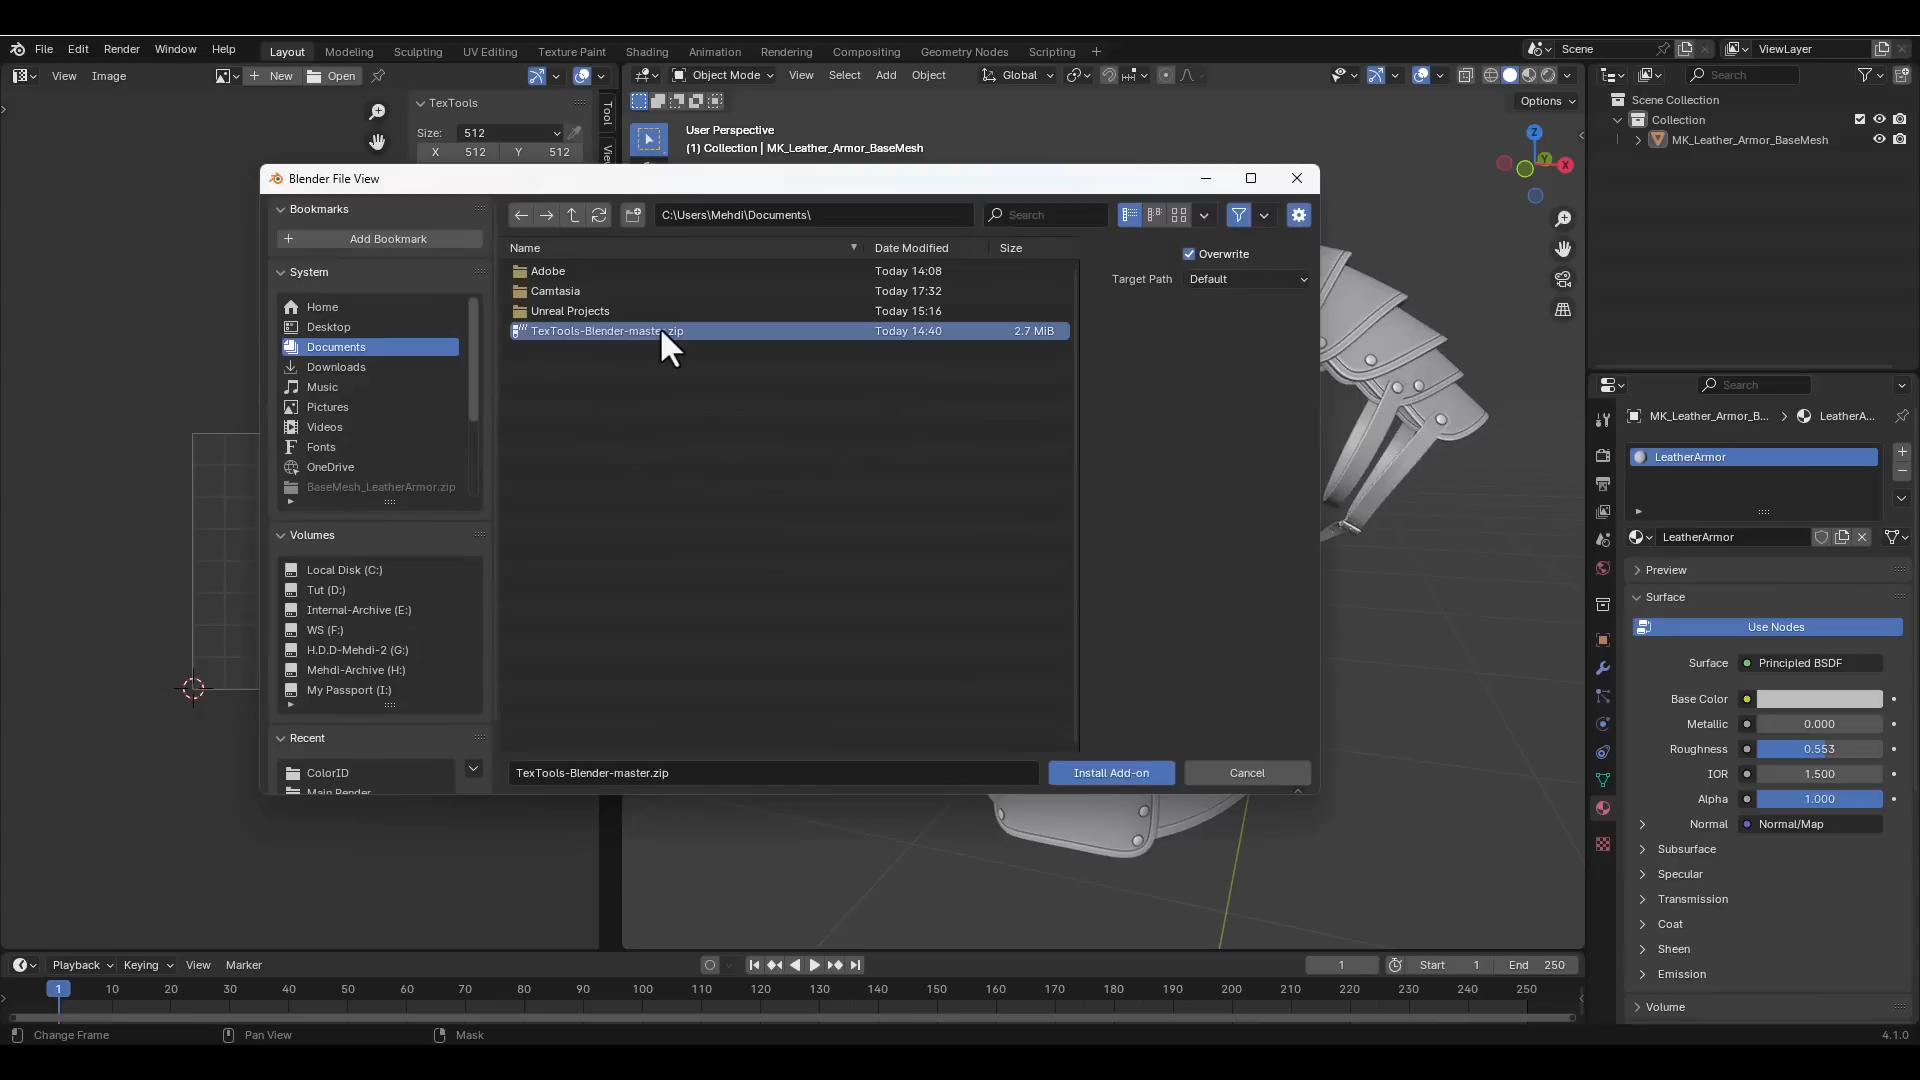 File Edit Render Window Help Layout Modeling Sculpting UV Editing Texture Paint Shading Animation Rendering Compositing Geometry Nodes Scripting + Scene ViewLayer
View Image + New Open Object Mode View Select Add Object Global Search
Options
TexTools
Size: 512
X 512 Y 512
Tool
User Perspective
(1) Collection | MK_Leather_Armor_BaseMesh
Z
Y
X
Scene Collection
Collection
MK_Leather_Armor_BaseMesh
Blender File View
Bookmarks
Add Bookmark
System
Home
Desktop
Documents
Downloads
Music
Pictures
Videos
Fonts
OneDrive
BaseMesh_LeatherArmor.zip
Volumes
Local Disk (C:)
Tut (D:)
Internal-Archive (E:)
WS (F:)
H.D.D-Mehdi-2 (G:)
Mehdi-Archive (H:)
My Passport (I:)
Recent
ColorID
Main Render
C:\Users\Mehdi\Documents\ Search
Name Date Modified Size
Adobe Today 14:08
Camtasia Today 17:32
Unreal Projects Today 15:16
TexTools-Blender-master.zip Today 14:40 2.7 MiB
Overwrite
Target Path Default
TexTools-Blender-master.zip Install Add-on Cancel
Search
MK_Leather_Armor_B... LeatherA...
LeatherArmor
LeatherArmor
Preview
Surface
Use Nodes
Surface Principled BSDF
Base Color
Metallic 0.000
Roughness 0.553
IOR 1.500
Alpha 1.000
Normal Normal/Map
Subsurface
Specular
Transmission
Coat
Sheen
Emission
Volume
Playback Keying View Marker 1 Start 1 End 250
1 10 20 30 40 50 60 70 80 90 100 110 120 130 140 150 160 170 180 190 200 210 220 230 240 250
Change Frame Pan View Mask 4.1.0